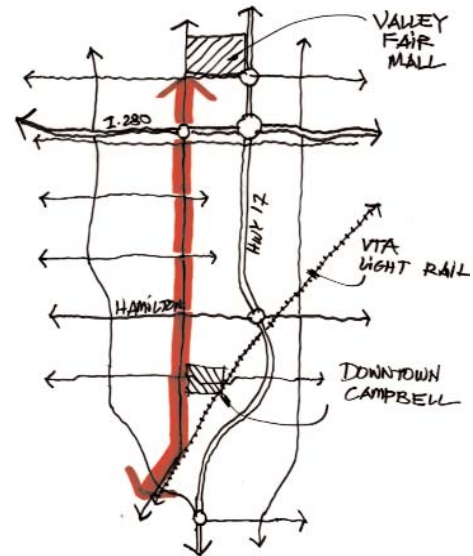 VALLEY
FAIR
MALL
I-280
HWY 17
VTA
LIGHT RAIL
HAMILTON
DOWNTOWN
CAMPBELL